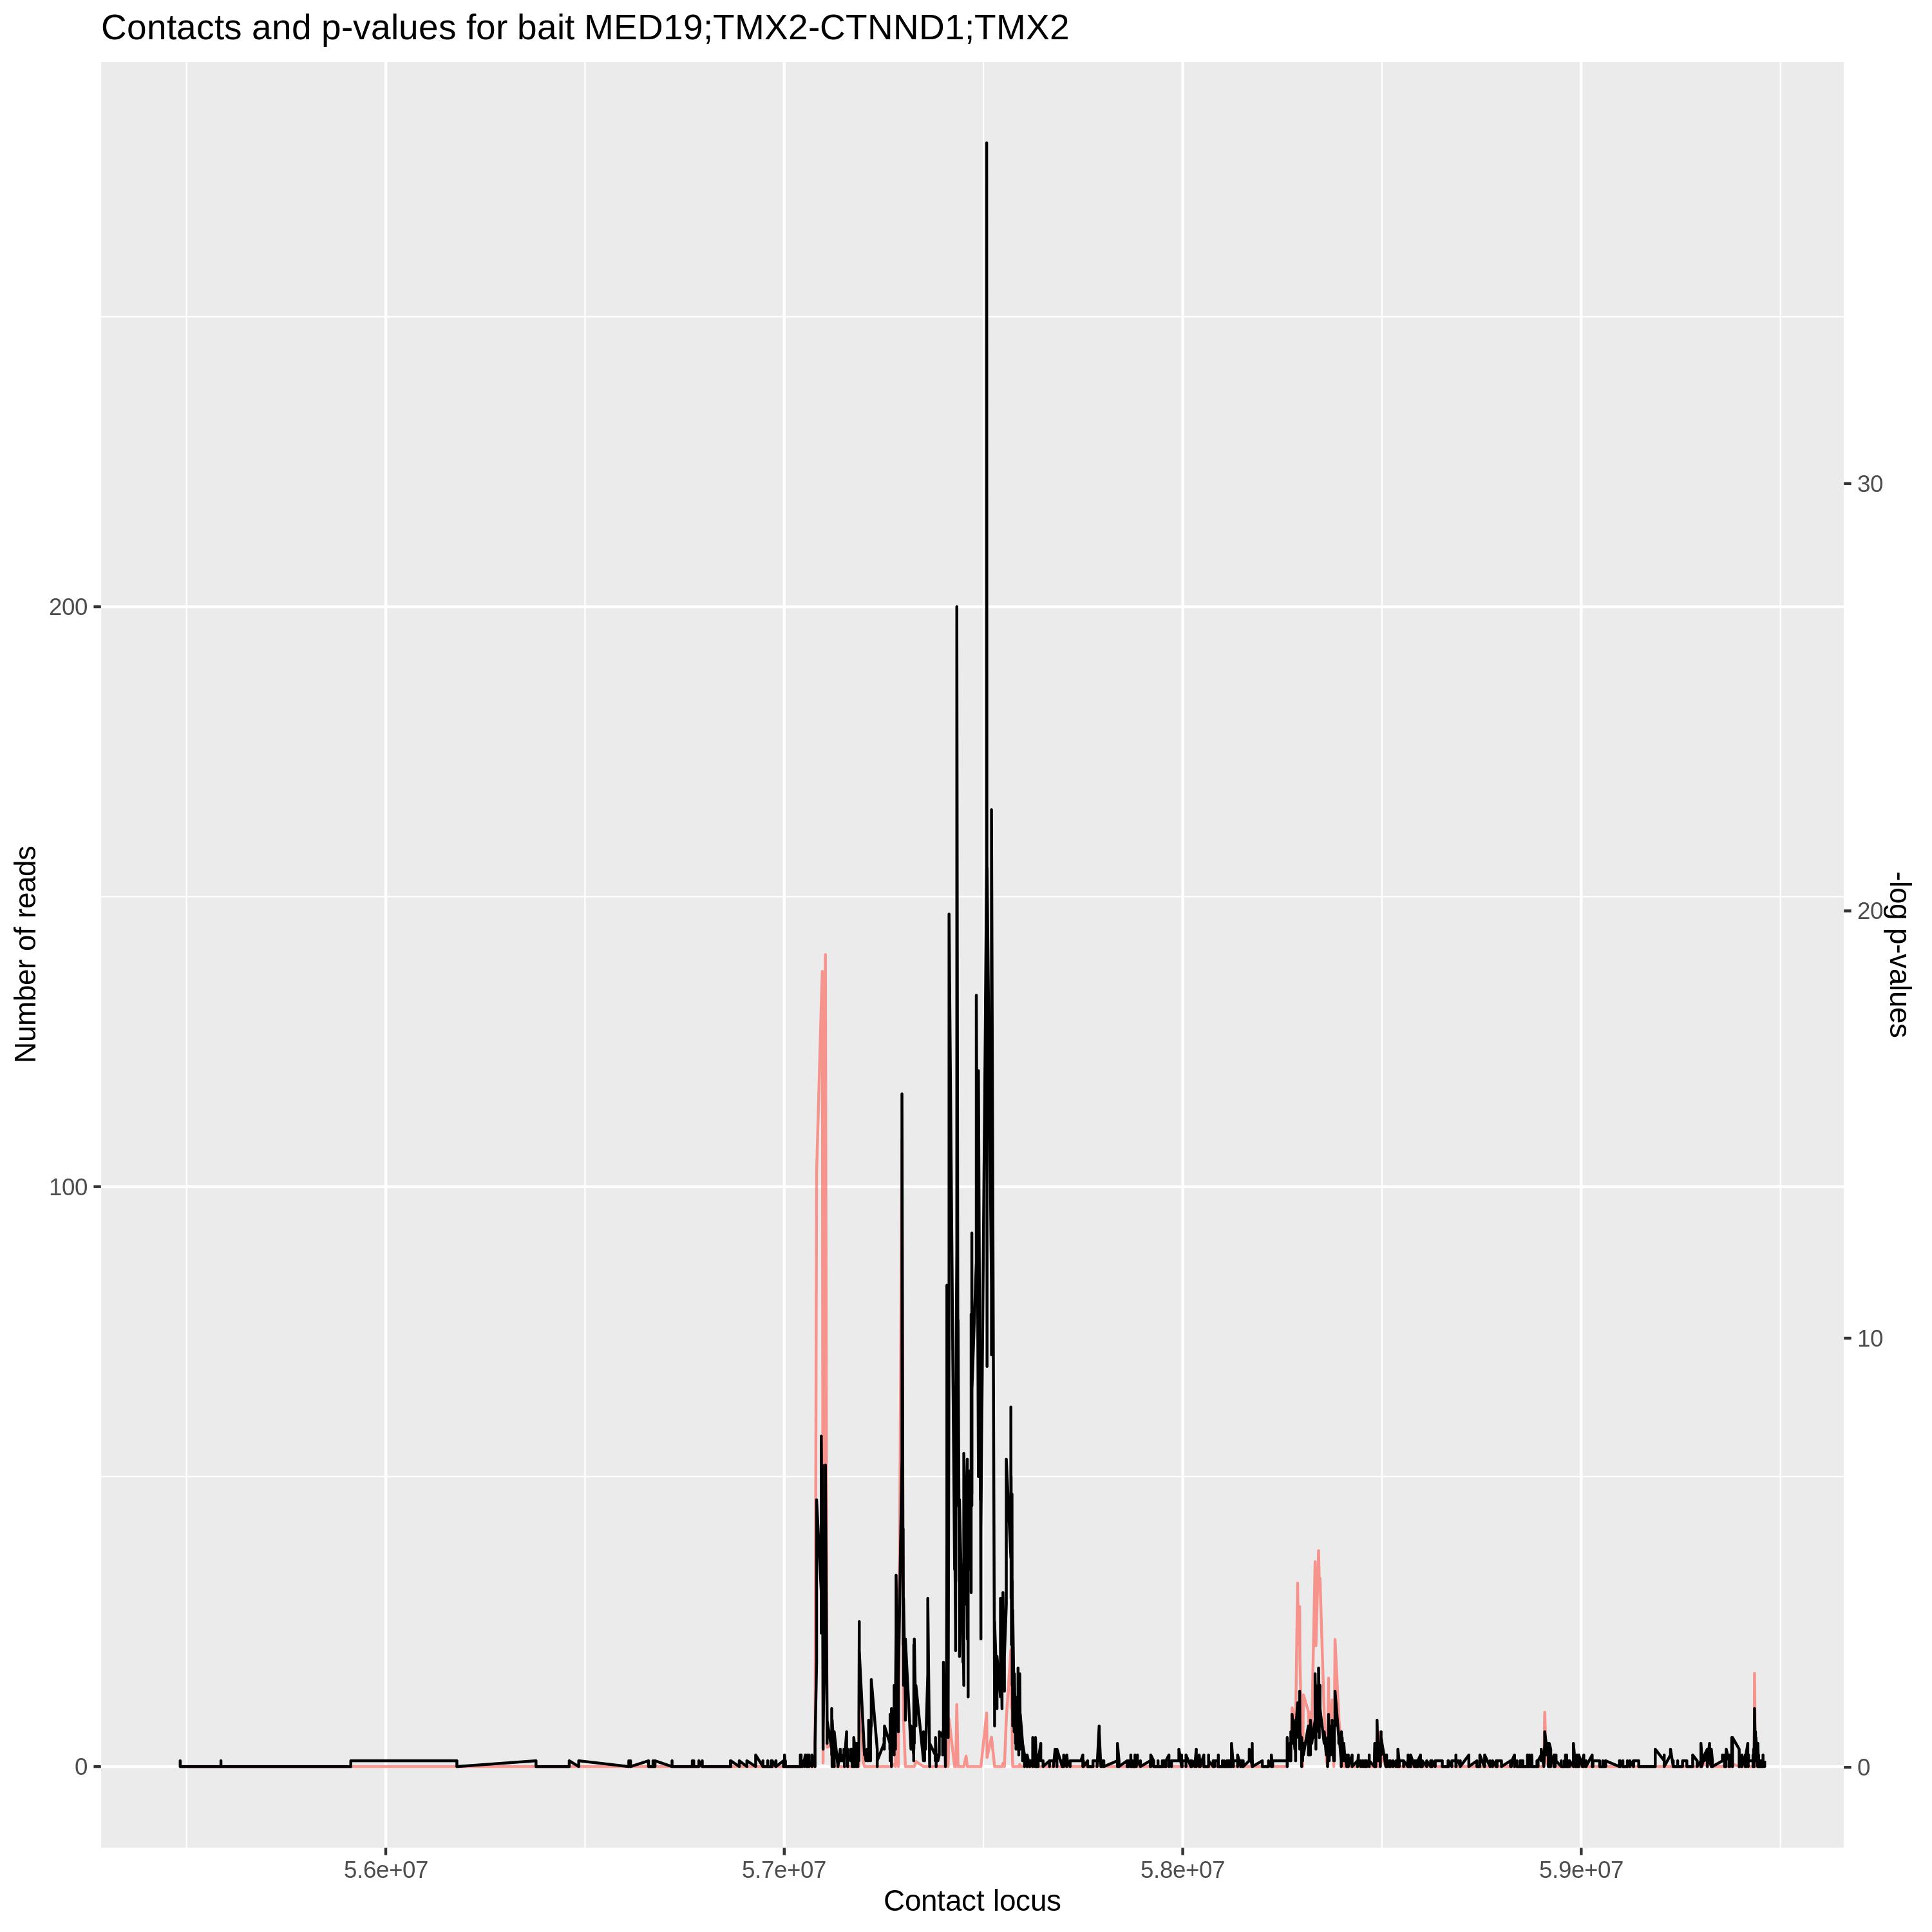 Contacts and p-values for bait MED19;TMX2-CTNND1;TMX2
Number of reads
200
100
0
30
20
10
0
-log p-values
5.6e+07 5.7e+07 5.8e+07 5.9e+07
Contact locus